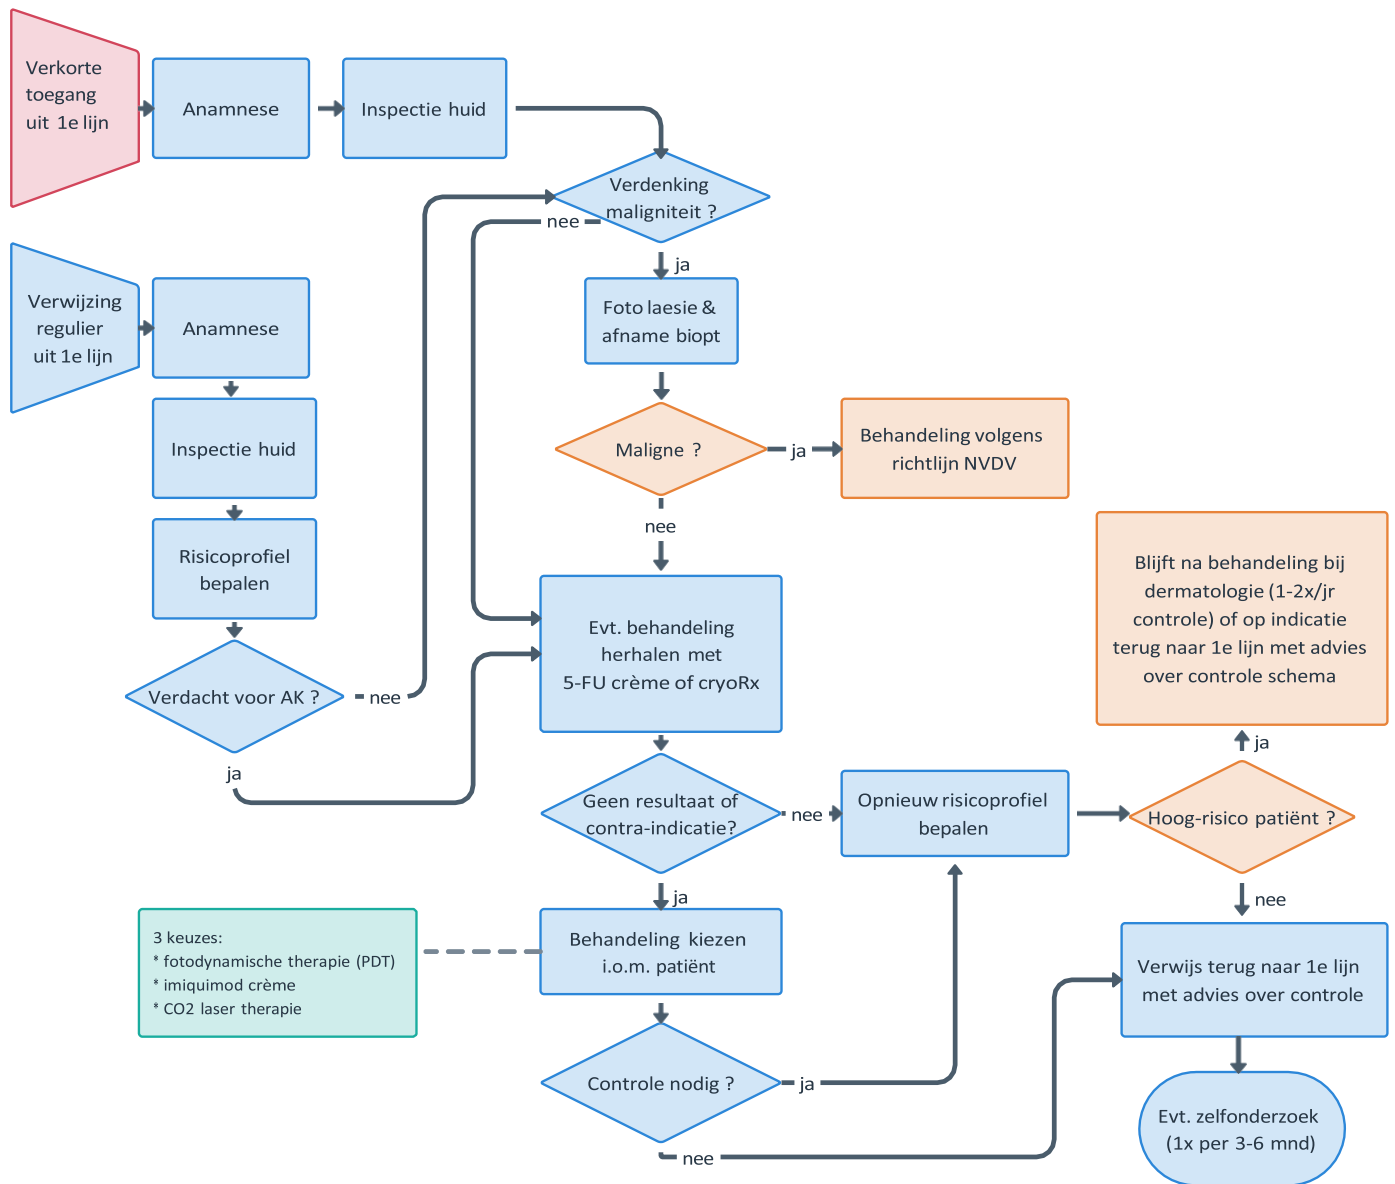 Verkorte
toegang
uit 1e lijn
Anamnese
Inspectie huid
Verdenking
maligniteit ?
nee
ja
Verwijzing
regulier
uit 1e lijn
Anamnese
Foto laesie &
afname biopt
Inspectie huid
Maligne ?
ja
Behandeling volgens
richtlijn NVDV
nee
Risicoprofiel
bepalen
Verdacht voor AK ?
nee
ja
Evt. behandeling
herhalen met
5-FU crème of cryoRx
Blijft na behandeling bij
dermatologie (1-2x/jr
controle) of op indicatie
terug naar 1e lijn met advies
over controle schema
ja
Geen resultaat of
contra-indicatie?
nee
Opnieuw risicoprofiel
bepalen
Hoog-risico patiënt ?
ja
nee
3 keuzes:
* fotodynamische therapie (PDT)
* imiquimod crème
* CO2 laser therapie
Behandeling kiezen
i.o.m. patiënt
Verwijs terug naar 1e lijn
met advies over controle
Controle nodig ?
ja
nee
Evt. zelfonderzoek
(1x per 3-6 mnd)